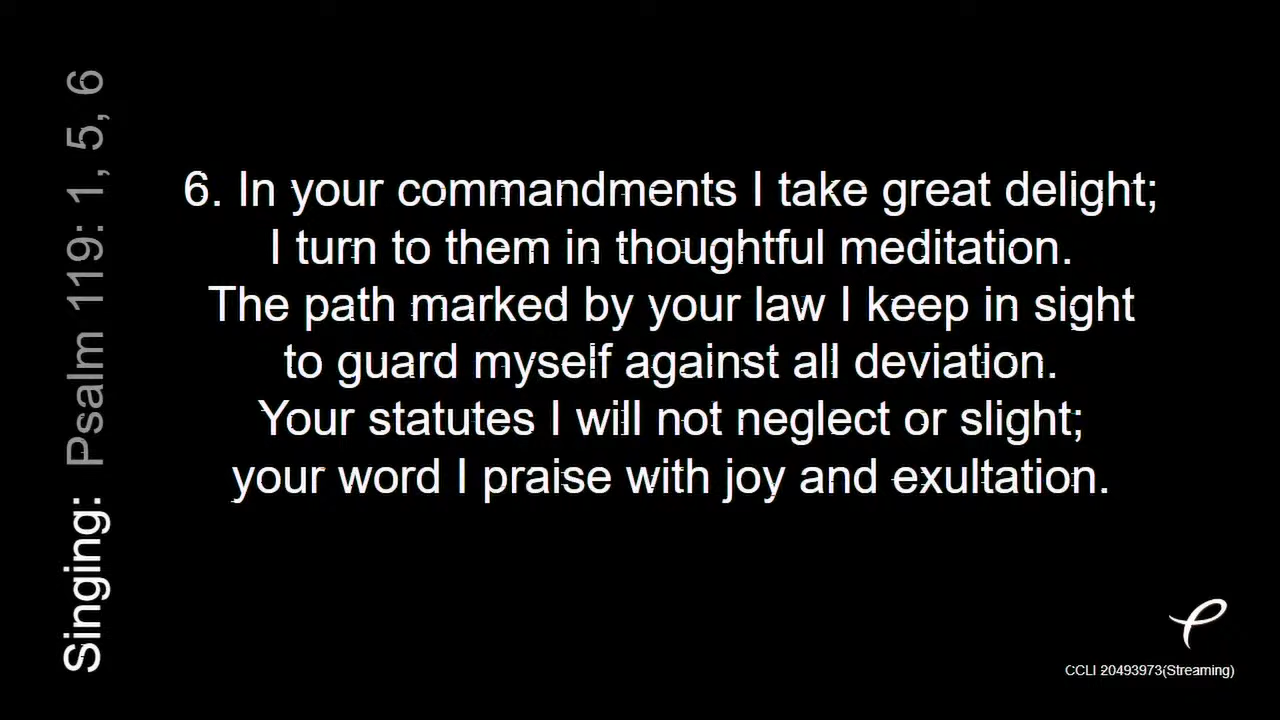 Singing: Psalm 119: 1, 5, 6
6. In your commandments I take great delight;
I turn to them in thoughtful meditation.
The path marked by your law I keep in sight
to guard myself against all deviation.
Your statutes I will not neglect or slight;
your word I praise with joy and exultation.
CCLI 20493973(Streaming)